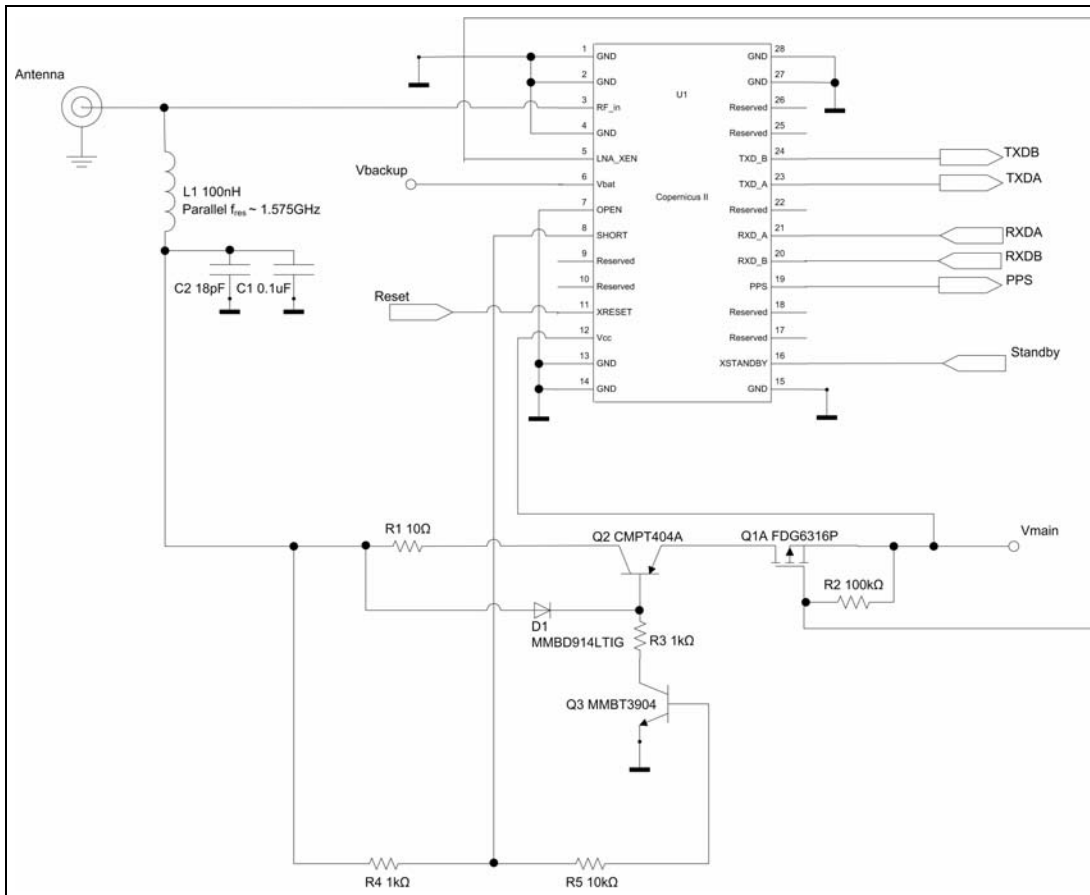 Antenna
L1 100nH
Parallel fres ~ 1.575GHz
C2 18pF
C1 0.1uF
Vbackup
Reset
U1
Copernicus II
1 GND
2 GND
3 RF_in
4 GND
5 LNA_XEN
6 Vbat
7 OPEN
8 SHORT
9 Reserved
10 Reserved
11 XRESET
12 Vcc
13 GND
14 GND
GND 28
GND 27
Reserved 26
Reserved 25
TXD_B 24
TXD_A 23
Reserved 22
RXD_A 21
RXD_B 20
PPS 19
Reserved 18
Reserved 17
XSTANDBY 16
GND 15
TXDB
TXDA
RXDA
RXDB
PPS
Standby
R1 10Ω
Q2 CMPT404A
Q1A FDG6316P
Vmain
R2 100kΩ
D1
MMBD914LTIG
R3 1kΩ
Q3 MMBT3904
R4 1kΩ
R5 10kΩ